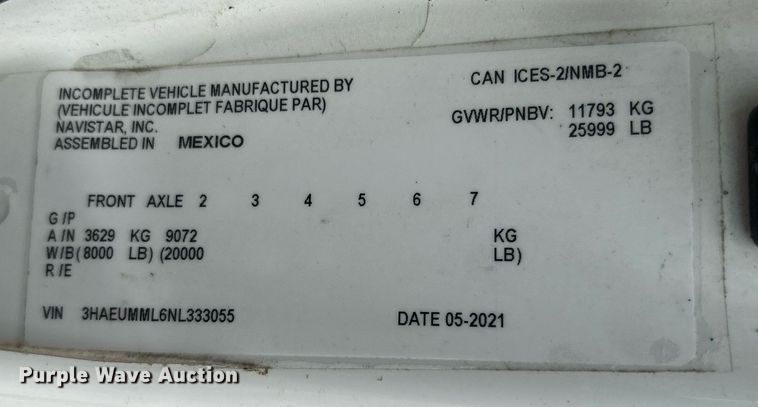 INCOMPLETE VEHICLE MANUFACTURED BY
(VEHICULE INCOMPLET FABRIQUE PAR)
NAVISTAR, INC.
ASSEMBLED IN MEXICO
CAN ICES-2/NMB-2
GVWR/PNBV: 11793 KG
25999 LB
FRONT AXLE 2 3 4 5 6 7
G /P
A /N 3629 KG 9072 KG
W/B (8000 LB) (20000 LB)
R /E
VIN 3HAEUMML6NL333055
DATE 05-2021
Purple Wave Auction